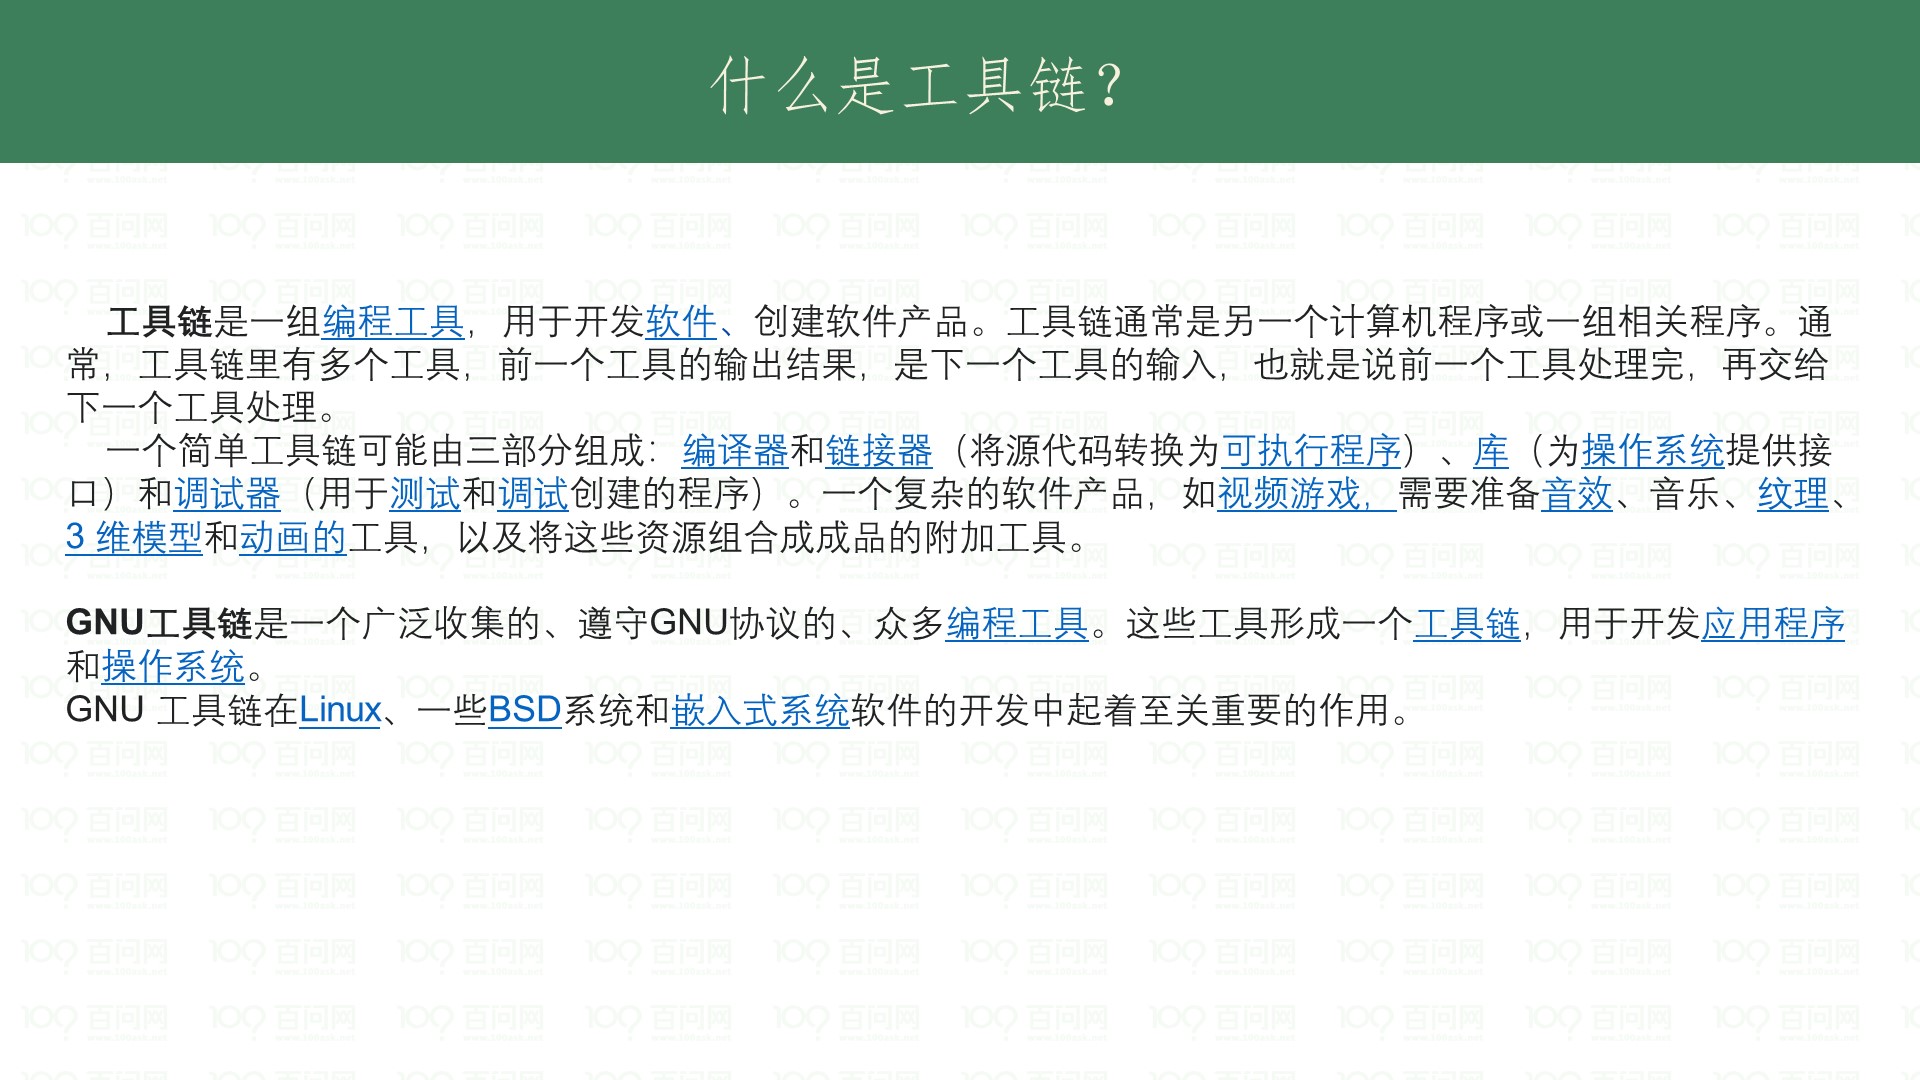 什么是工具链？
工具链是一组编程工具，用于开发软件、创建软件产品。工具链通常是另一个计算机程序或一组相关程序。通
常，工具链里有多个工具，前一个工具的输出结果，是下一个工具的输入，也就是说前一个工具处理完，再交给
下一个工具处理。
一个简单工具链可能由三部分组成：编译器和链接器（将源代码转换为可执行程序）、库（为操作系统提供接
口）和调试器（用于测试和调试创建的程序）。一个复杂的软件产品，如视频游戏，需要准备音效、音乐、纹理、
3 维模型和动画的工具，以及将这些资源组合成成品的附加工具。
GNU工具链是一个广泛收集的、遵守GNU协议的、众多编程工具。这些工具形成一个工具链，用于开发应用程序
和操作系统。
GNU 工具链在Linux、一些BSD系统和嵌入式系统软件的开发中起着至关重要的作用。
百问网
www.100ask.net